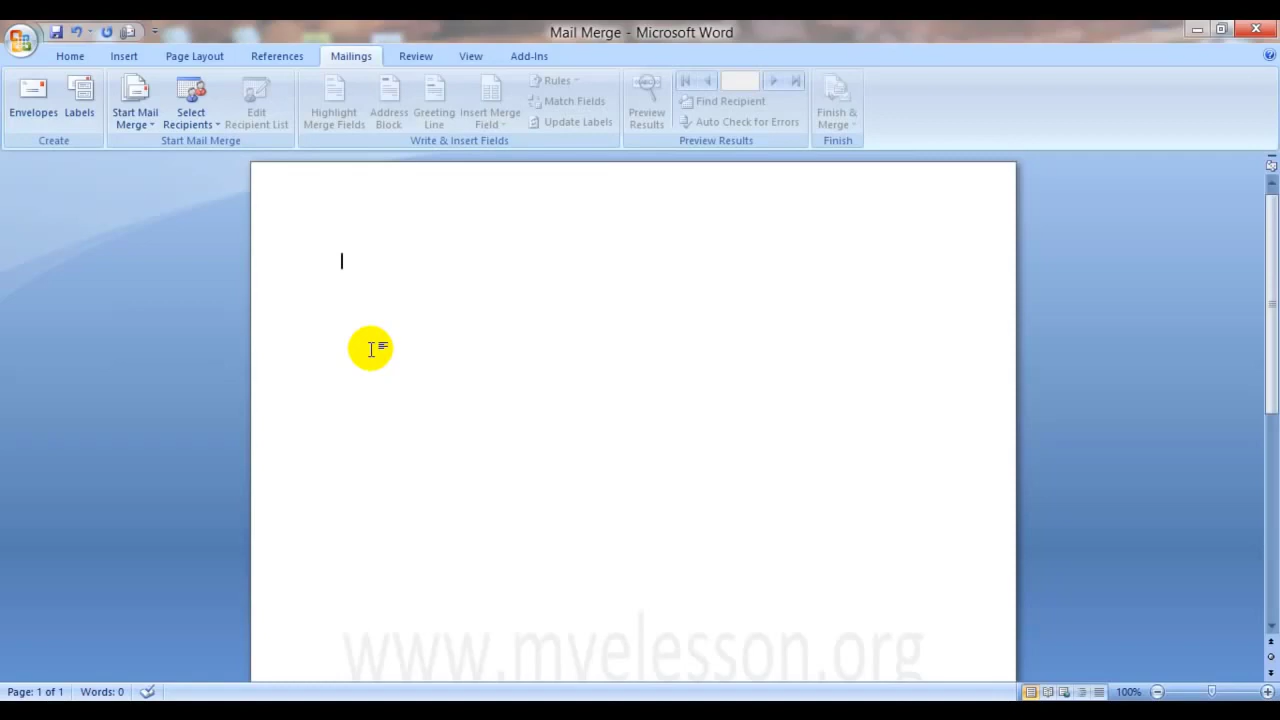 Mail Merge - Microsoft Word
Home Insert Page Layout References Mailings Review View Add-Ins
Envelopes Labels Start Mail Merge Select Recipients Edit Recipient List Highlight Merge Fields Address Block Greeting Line Insert Merge Field Rules Match Fields Update Labels Preview Results Find Recipient Auto Check for Errors Finish & Merge
Create Start Mail Merge Write & Insert Fields Preview Results Finish
www.myelesson.org
Page: 1 of 1 Words: 0 100%